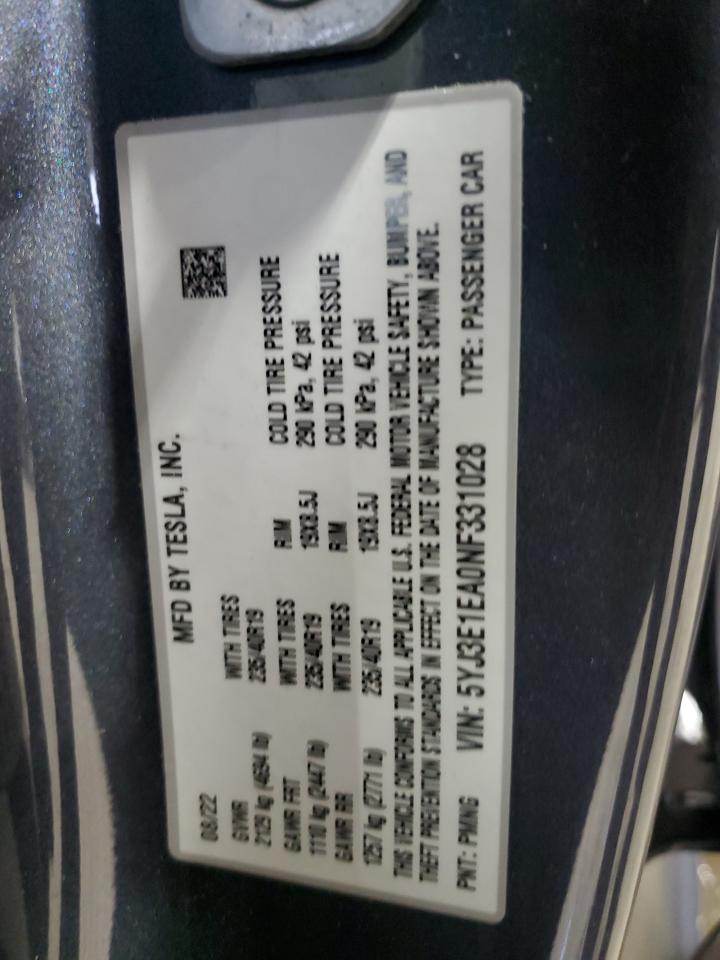 MFD BY TESLA, INC.
08/22
GVWR WITH TIRES
2129 kg (4694 lb) 235/40R19
GAWR FRT WITH TIRES RIM COLD TIRE PRESSURE
1110 kg (2447 lb) 235/40R19 19X8.5J 290 kPa, 42 psi
GAWR RR WITH TIRES RIM COLD TIRE PRESSURE
1257 kg (2771 lb) 235/40R19 19X8.5J 290 kPa, 42 psi
THIS VEHICLE CONFORMS TO ALL APPLICABLE U.S. FEDERAL MOTOR VEHICLE SAFETY, BUMPER, AND
THEFT PREVENTION STANDARDS IN EFFECT ON THE DATE OF MANUFACTURE SHOWN ABOVE.
PNT: PMNG VIN: 5YJ3E1EA0NF331028 TYPE: PASSENGER CAR